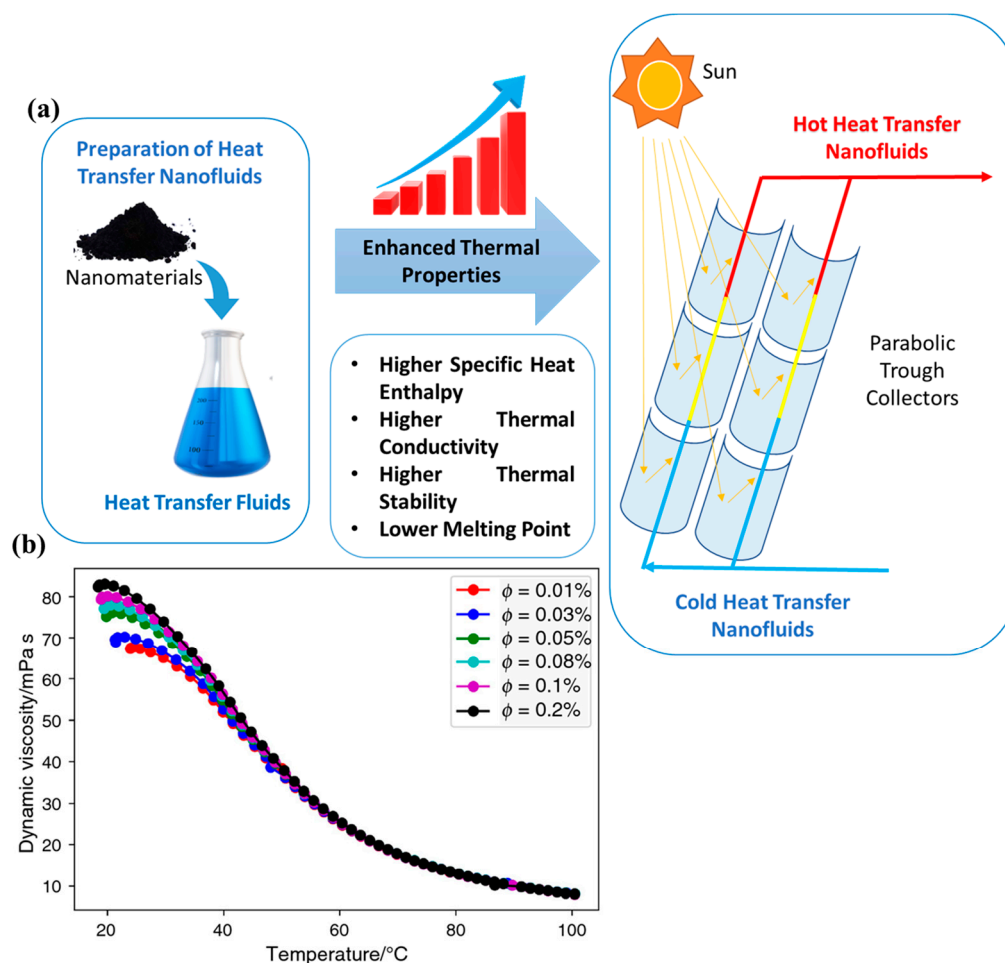 (a)
Preparation of Heat
Transfer Nanofluids
Nanomaterials
200
150
100
Heat Transfer Fluids
Enhanced Thermal
Properties
• Higher Specific Heat
Enthalpy
• Higher Thermal
Conductivity
• Higher Thermal
Stability
• Lower Melting Point
Sun
Hot Heat Transfer
Nanofluids
Parabolic
Trough
Collectors
Cold Heat Transfer
Nanofluids
(b)
Dynamic viscosity/mPa s
80
70
60
50
40
30
20
10
ϕ = 0.01%
ϕ = 0.03%
ϕ = 0.05%
ϕ = 0.08%
ϕ = 0.1%
ϕ = 0.2%
20 40 60 80 100
Temperature/°C